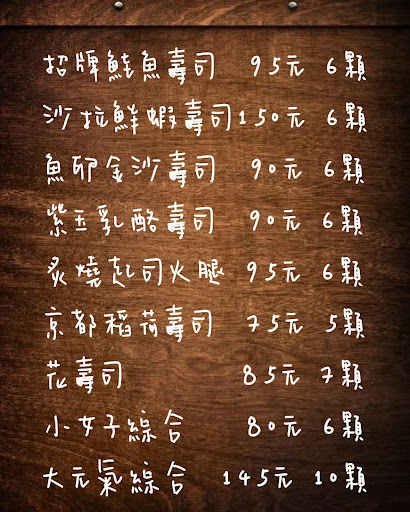 招牌鮭魚壽司 95元 6顆
沙拉鮮蝦壽司 150元 6顆
魚卵金沙壽司 90元 6顆
紫玉乳酪壽司 90元 6顆
炙燒起司火腿 95元 6顆
京都稻荷壽司 75元 5顆
花壽司 85元 7顆
小女子綜合 80元 6顆
大元氣綜合 145元 10顆